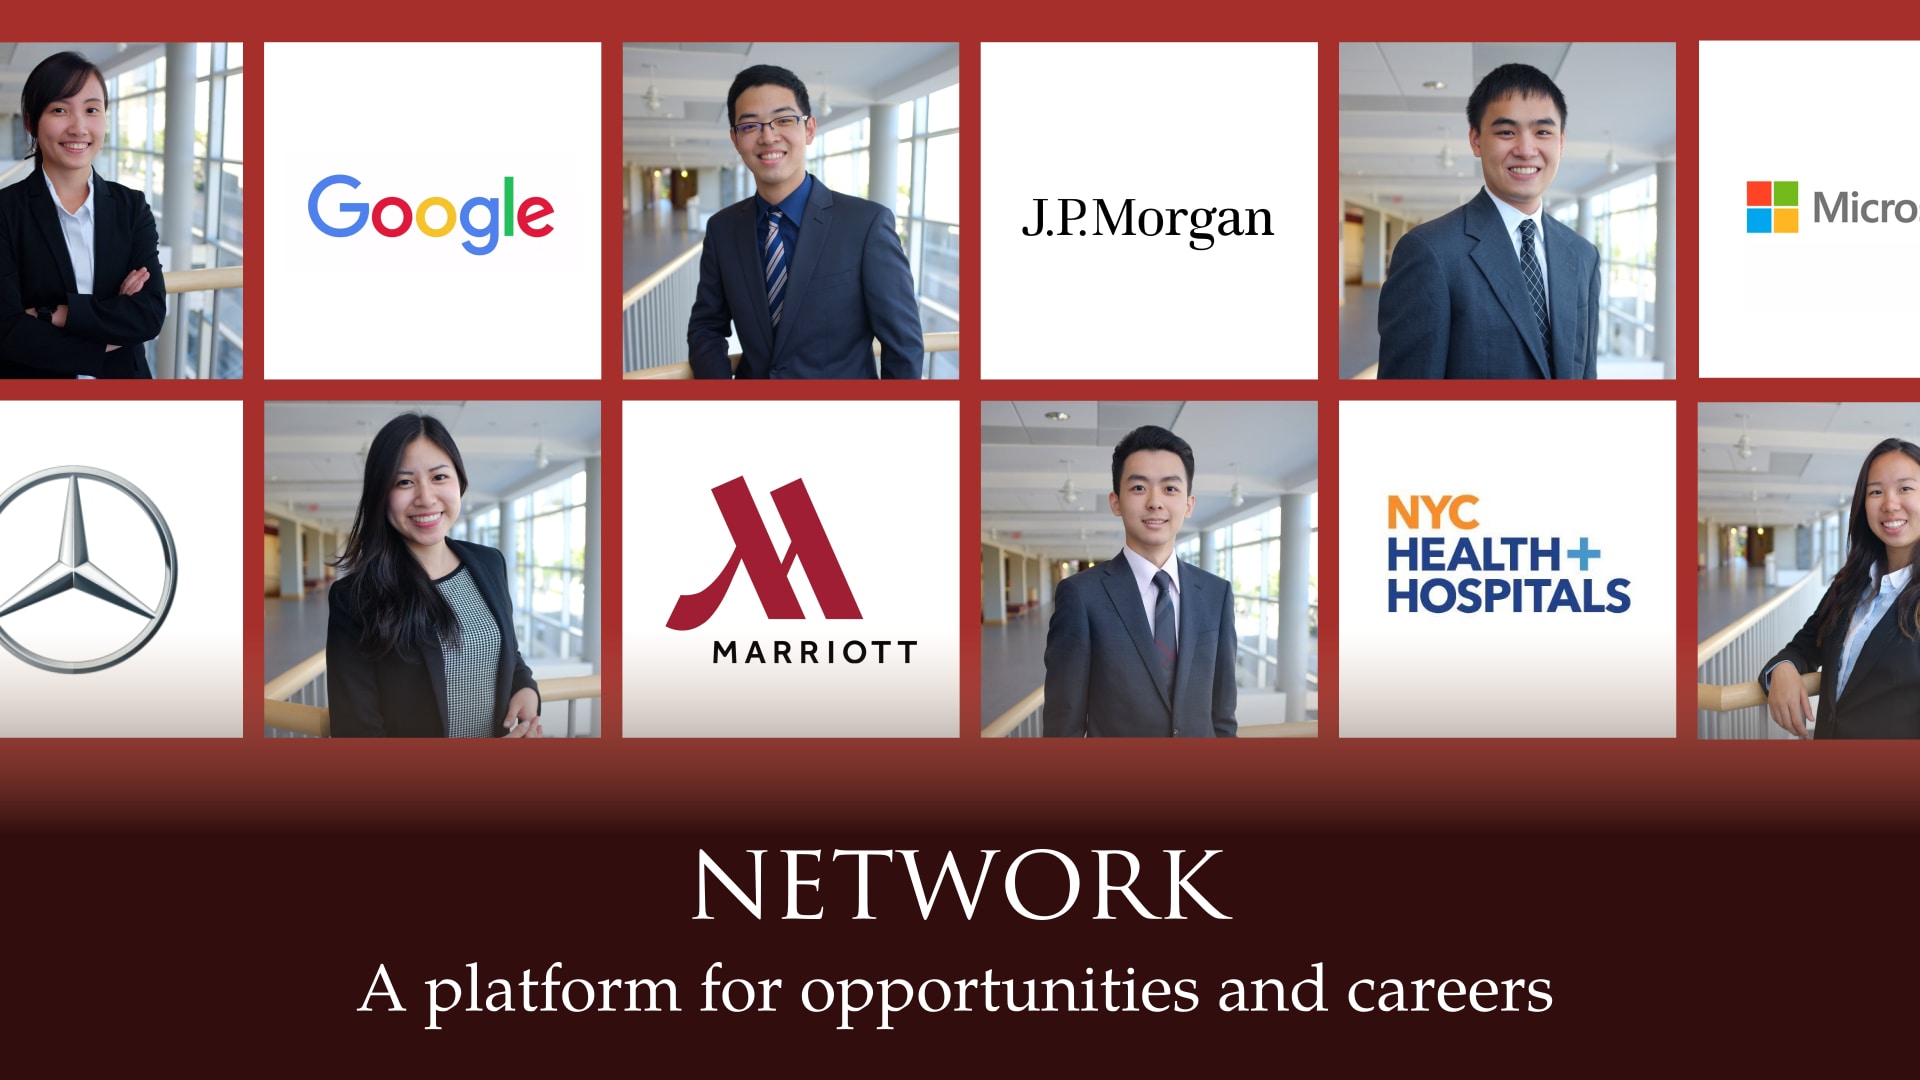 Google
J.P.Morgan
Micro
MARRIOTT
NYC
HEALTH+
HOSPITALS
NETWORK
A platform for opportunities and careers